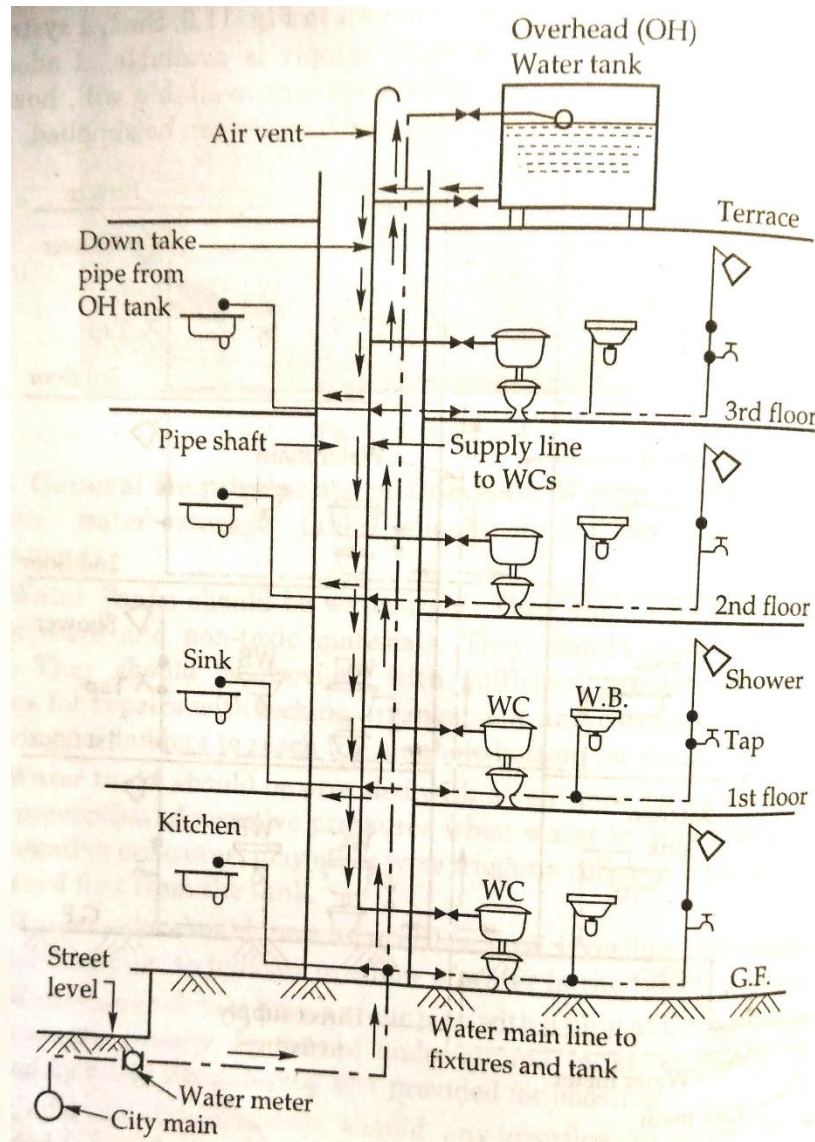 Overhead (OH)
Water tank
Air vent
Terrace
Down take
pipe from
OH tank
3rd floor
Pipe shaft
Supply line
to WCs
2nd floor
Sink
WC
W.B.
Shower
Tap
1st floor
Kitchen
WC
Street
level
G.F.
Water main line to
fixtures and tank
Water meter
City main